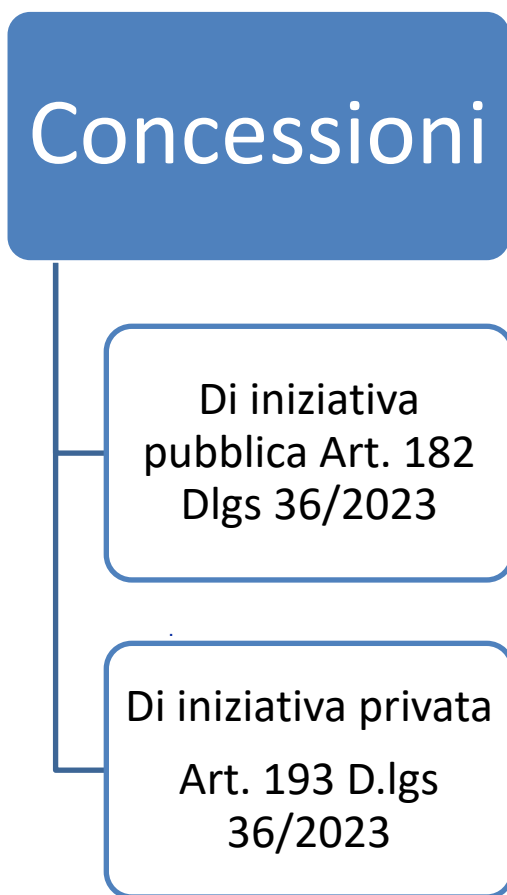 Concessioni
Di iniziativa
pubblica Art. 182
Dlgs 36/2023
Di iniziativa privata
Art. 193 D.lgs
36/2023